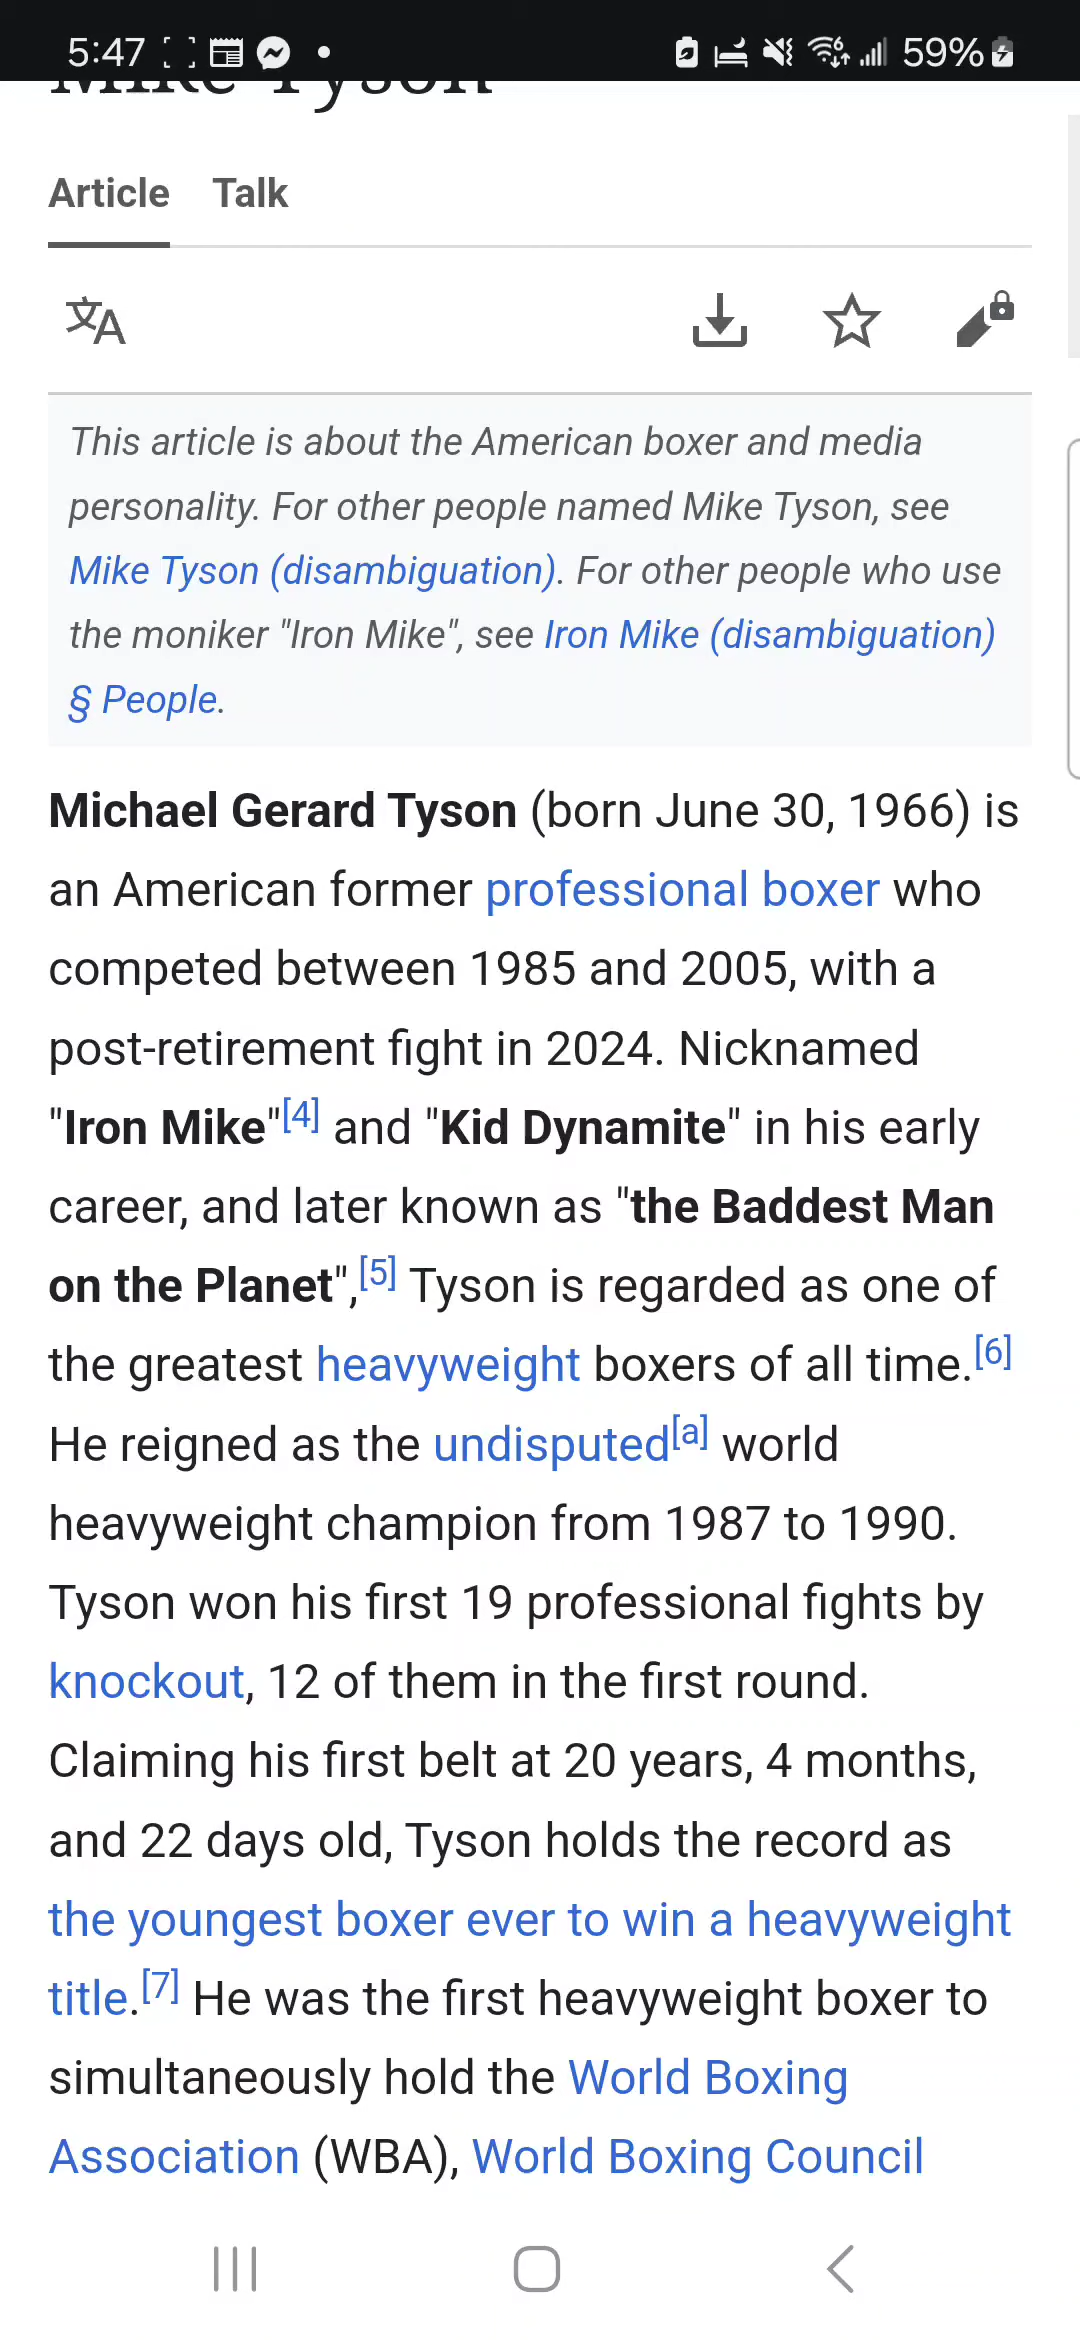 5:47
59%
Mike Tyson
Article Talk
This article is about the American boxer and media
personality. For other people named Mike Tyson, see
Mike Tyson (disambiguation). For other people who use
the moniker "Iron Mike", see Iron Mike (disambiguation)
§ People.
Michael Gerard Tyson (born June 30, 1966) is
an American former professional boxer who
competed between 1985 and 2005, with a
post-retirement fight in 2024. Nicknamed
"Iron Mike"[4] and "Kid Dynamite" in his early
career, and later known as "the Baddest Man
on the Planet",[5] Tyson is regarded as one of
the greatest heavyweight boxers of all time.[6]
He reigned as the undisputed[a] world
heavyweight champion from 1987 to 1990.
Tyson won his first 19 professional fights by
knockout, 12 of them in the first round.
Claiming his first belt at 20 years, 4 months,
and 22 days old, Tyson holds the record as
the youngest boxer ever to win a heavyweight
title.[7] He was the first heavyweight boxer to
simultaneously hold the World Boxing
Association (WBA), World Boxing Council